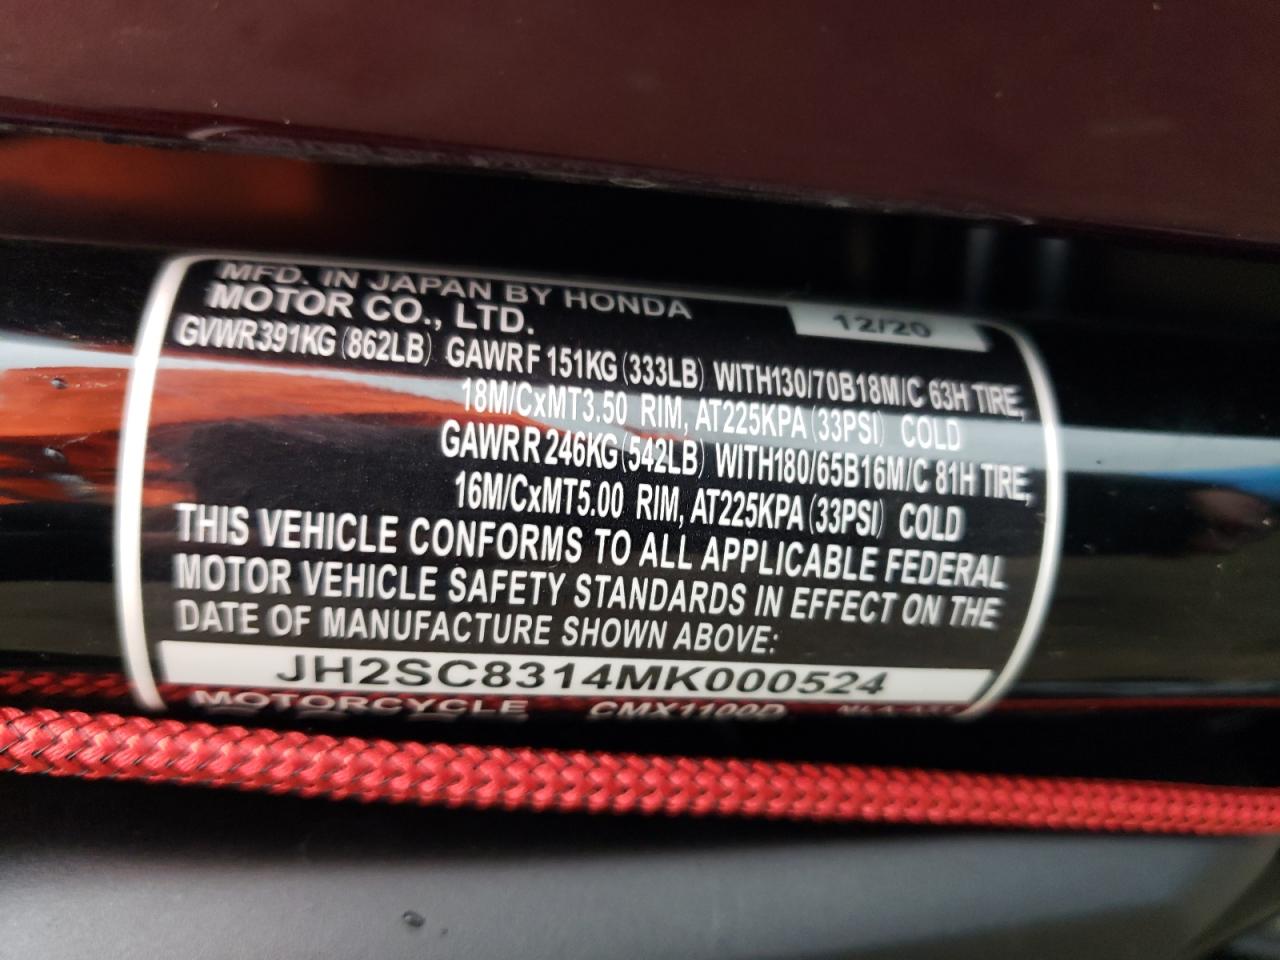 MFD. IN JAPAN BY HONDA
MOTOR CO., LTD.
12/20
GVWR391KG (862LB) GAWR F 151KG (333LB) WITH130/70B18M/C 63H TIRE,
18M/CxMT3.50 RIM, AT225KPA (33PSI) COLD
GAWR R 246KG (542LB) WITH180/65B16M/C 81H TIRE,
16M/CxMT5.00 RIM, AT225KPA (33PSI) COLD
THIS VEHICLE CONFORMS TO ALL APPLICABLE FEDERAL
MOTOR VEHICLE SAFETY STANDARDS IN EFFECT ON THE
DATE OF MANUFACTURE SHOWN ABOVE:
JH2SC8314MK000524
MOTORCYCLE CMX1100D